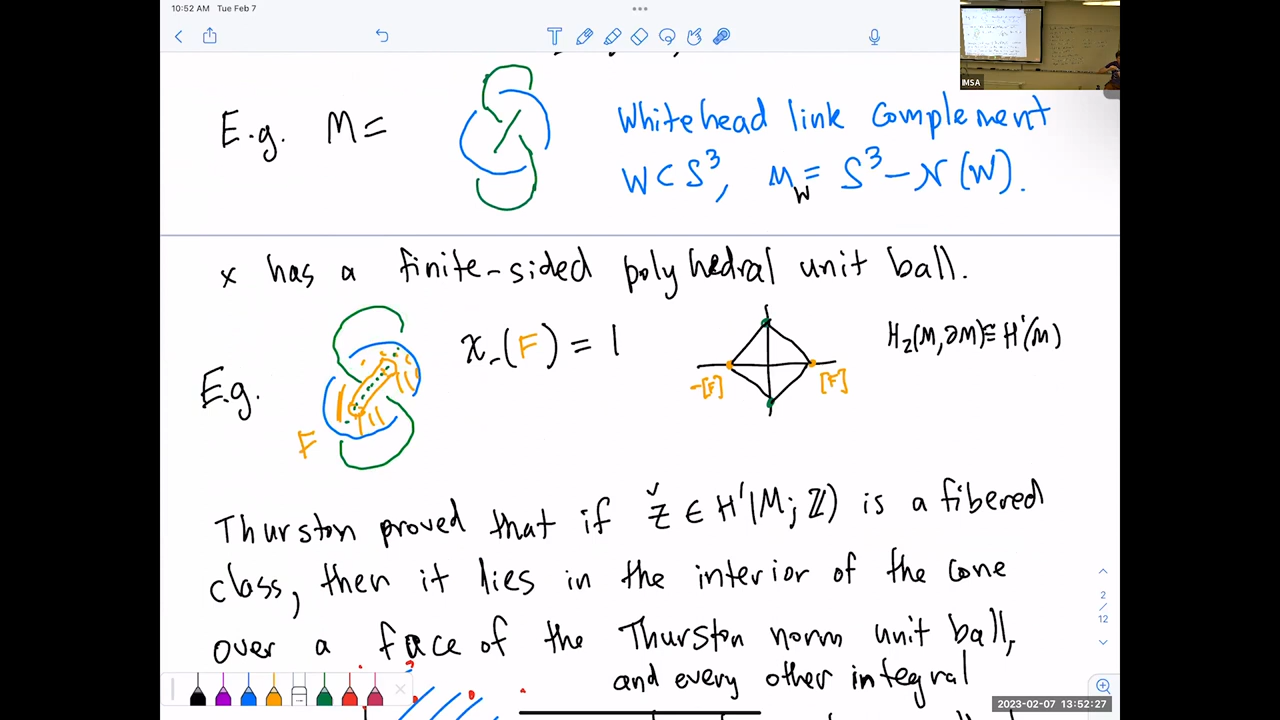 10:52 AM Tue Feb 7
E.g. M =
Whitehead link complement
W ⊂ S³, M_W = S³ − N(W).
IMSA
x has a finite-sided polyhedral unit ball.
E.g.
F
χ_(F) = 1
-[F]
[F]
H₂(M,∂M) ≅ H¹(M)
Thurston proved that if ž ∈ H¹(M; ℤ) is a fibered
class, then it lies in the interior of the cone
over a face of the Thurston norm unit ball,
and every other integral
2
/
12
2023-02-07 13:52:27